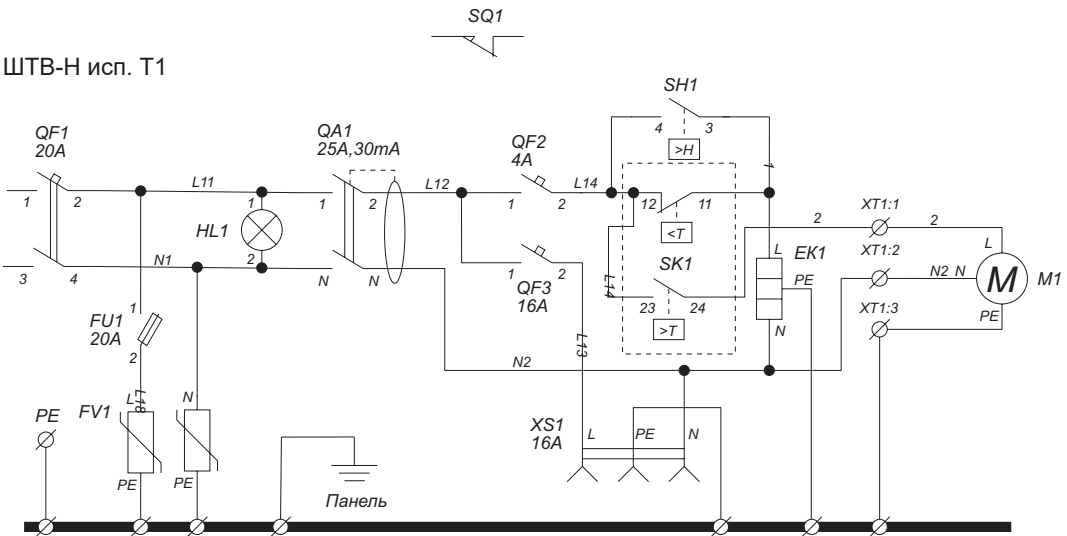 SQ1
ШТВ-Н исп. Т1
SH1
4 3
>H
QF1
20A
QA1
25A,30mA
QF2
4A
1
L11
L12
L14
1 2
1
1 2
1 2
12 11
<T
2
XT1:1
2
HL1
L
EK1
XT1:2
L
M
M1
3 4
N1
2
N N
1 2
QF3
16A
L14
SK1
23 24
>T
PE
N2 N
XT1:3
PE
N
1
FU1
20A
2
L13
N2
L
L18
N
PE
FV1
XS1
16A
L PE N
PE
PE
Панель